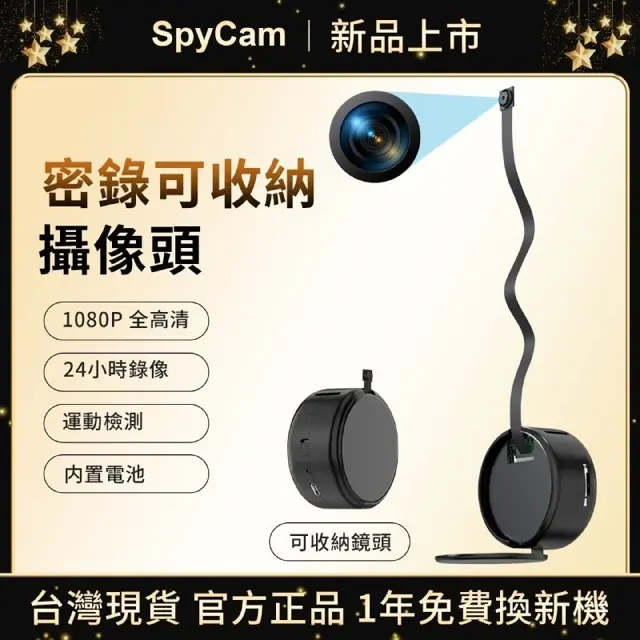 SpyCam | 新品上市
密錄可收納
攝像頭
1080P 全高清
24小時錄像
運動檢測
内置電池
可收納鏡頭
台灣現貨 官方正品 1年免費換新機